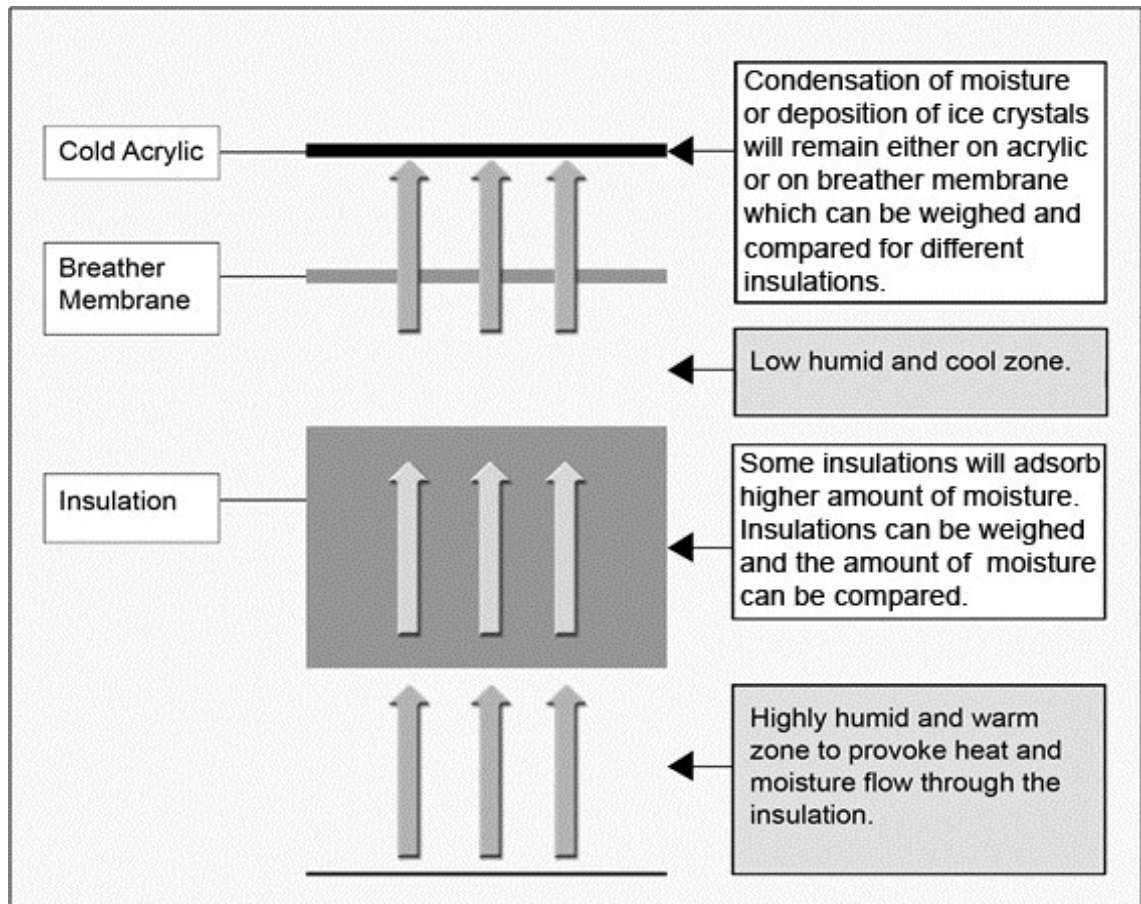 Cold Acrylic
Condensation of moisture
or deposition of ice crystals
will remain either on acrylic
or on breather membrane
which can be weighed and
compared for different
insulations.
Breather
Membrane
Low humid and cool zone.
Insulation
Some insulations will adsorb
higher amount of moisture.
Insulations can be weighed
and the amount of moisture
can be compared.
Highly humid and warm
zone to provoke heat and
moisture flow through the
insulation.